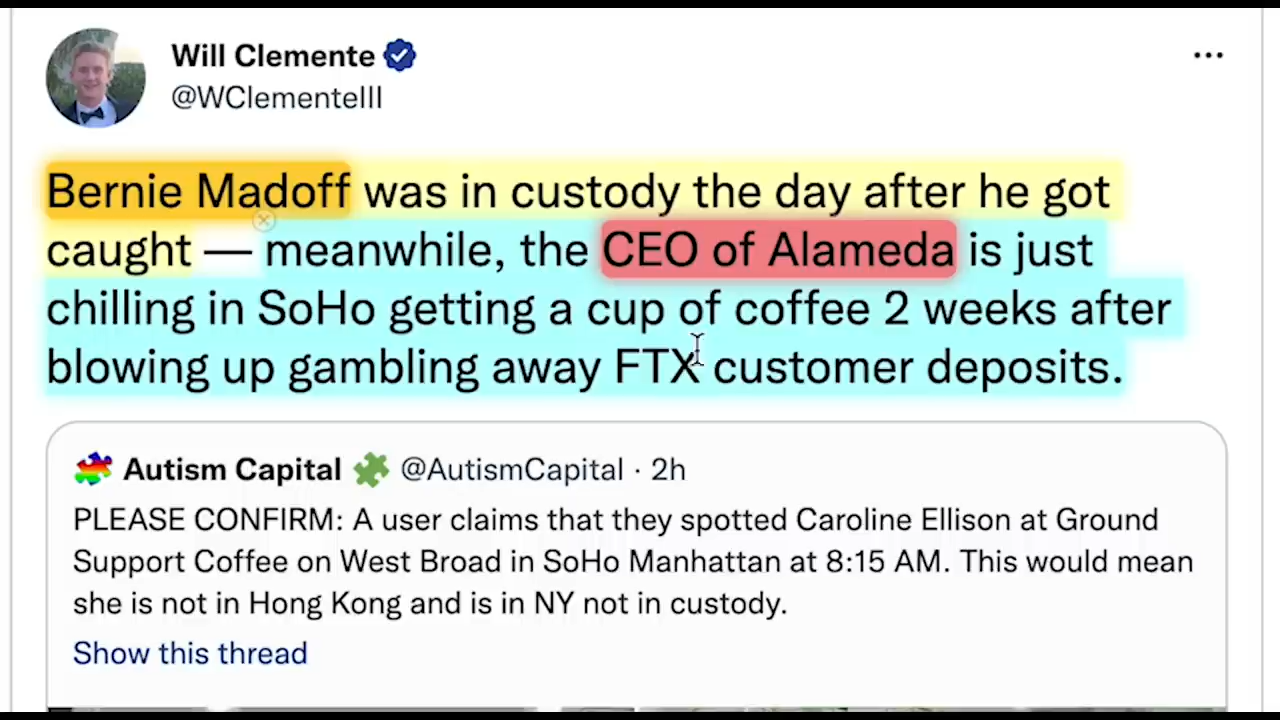 Will Clemente
@WClementeIII
Bernie Madoff was in custody the day after he got
caught — meanwhile, the CEO of Alameda is just
chilling in SoHo getting a cup of coffee 2 weeks after
blowing up gambling away FTX customer deposits.
Autism Capital @AutismCapital · 2h
PLEASE CONFIRM: A user claims that they spotted Caroline Ellison at Ground
Support Coffee on West Broad in SoHo Manhattan at 8:15 AM. This would mean
she is not in Hong Kong and is in NY not in custody.
Show this thread